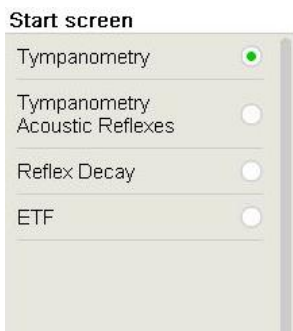 Start screen
Tympanometry
Tympanometry
Acoustic Reflexes
Reflex Decay
ETF